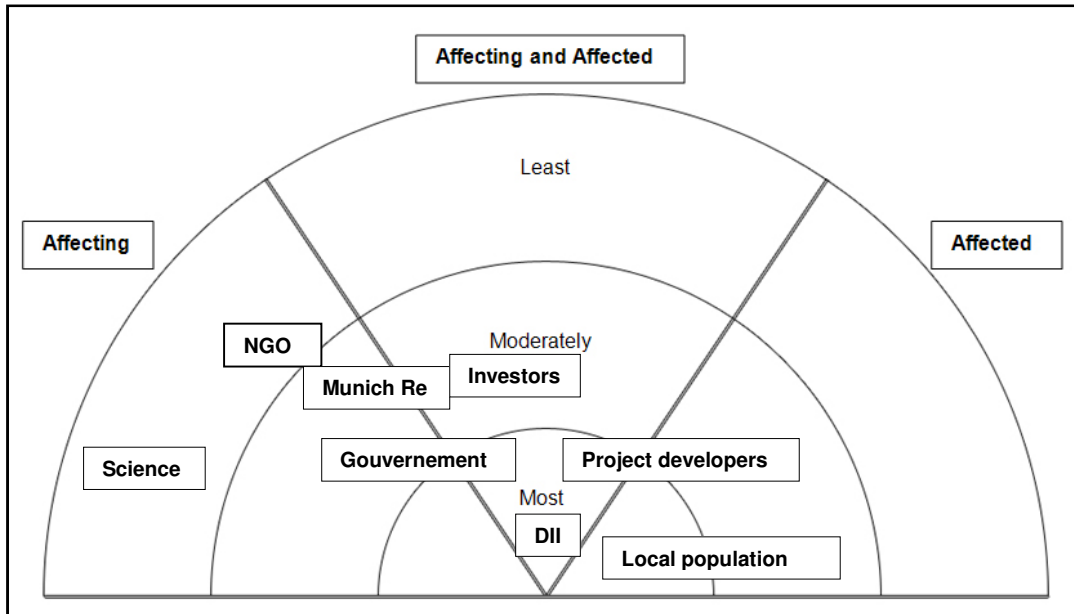 Affecting and Affected
Least
Affecting
Affected
Moderately
NGO
Investors
Munich Re
Gouvernement
Project developers
Science
Most
DII
Local population